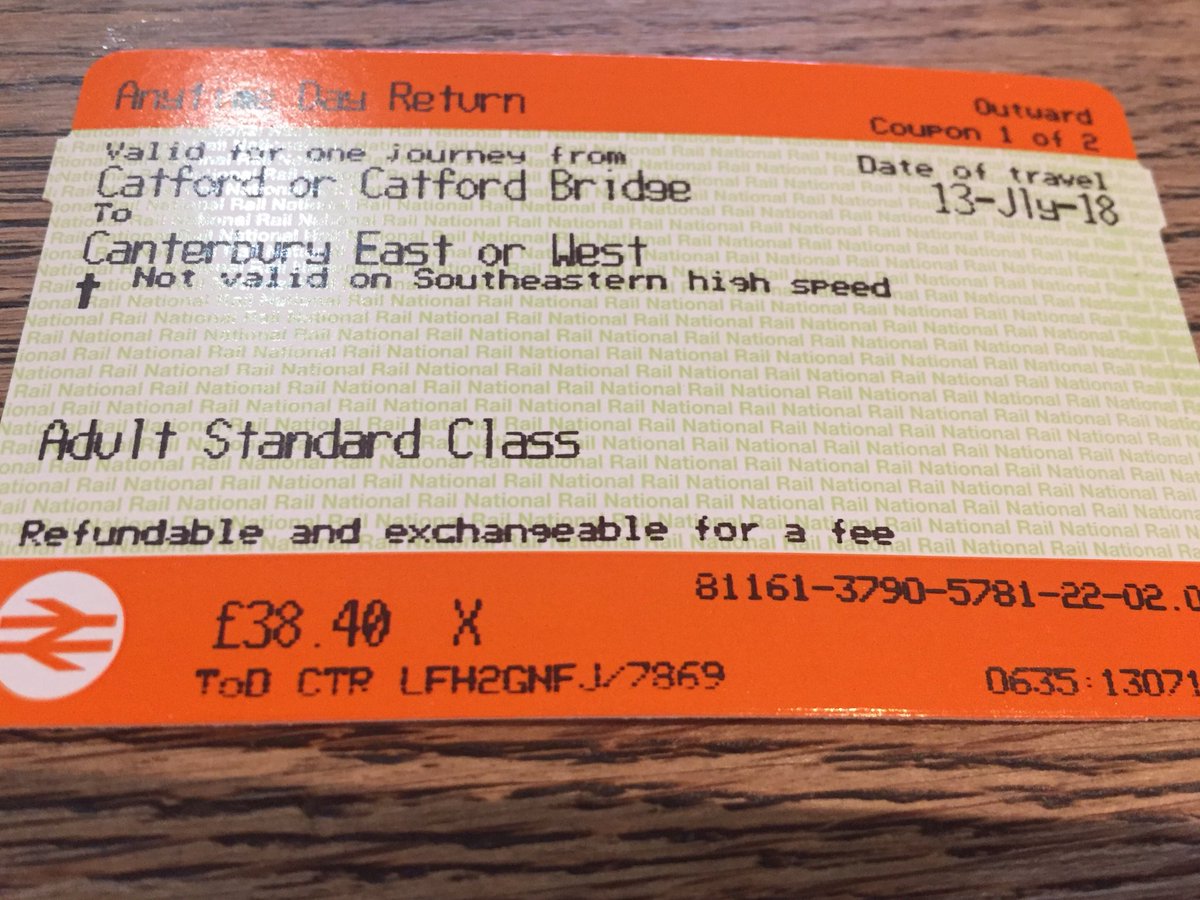 Anytime Day Return
Outward
Coupon 1 of 2
Valid for one journey from
Date of travel
Catford or Catford Bridge
13-Jly-18
To
Canterbury East or West
Not valid on Southeastern high speed
Adult Standard Class
Refundable and exchangeable for a fee
81161-3790-5781-22-02.0
£38.40 X
ToD CTR LFH2GNFJ/7869
0635:13071